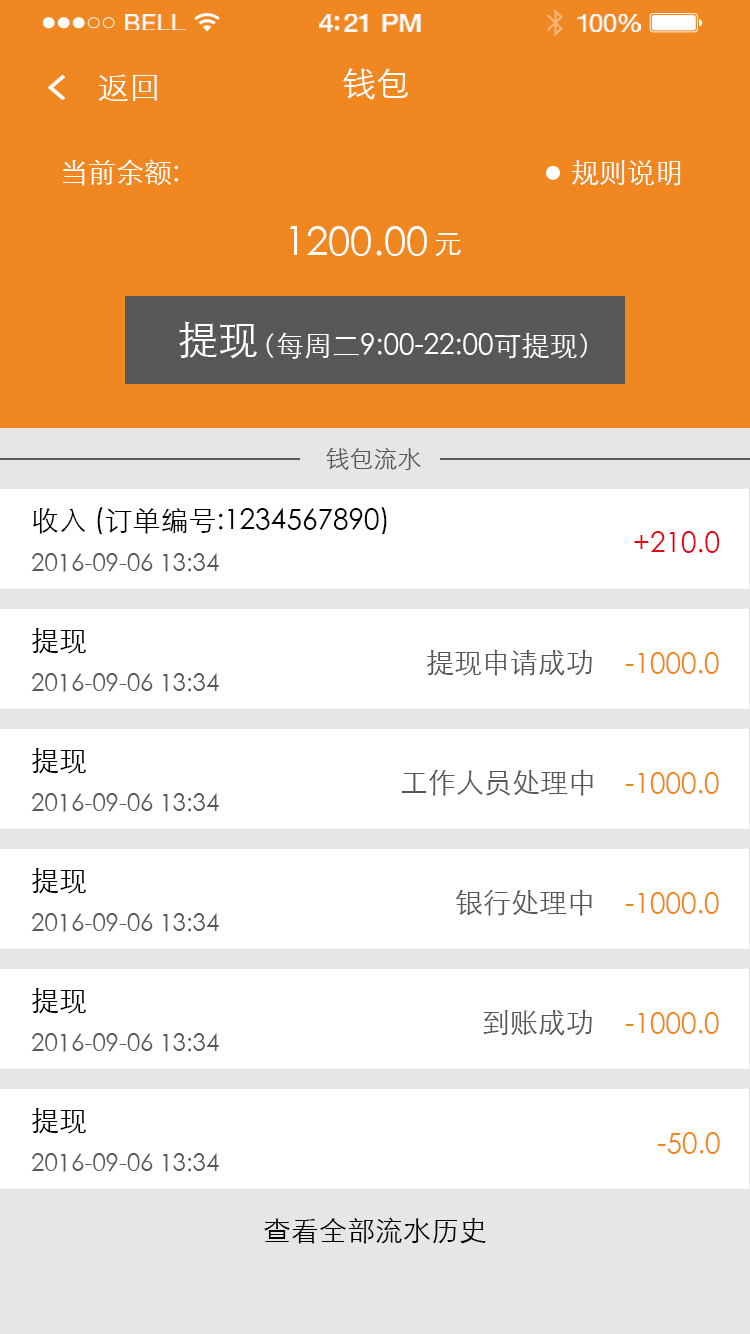 BELL 4:21 PM 100%
返回 钱包
当前余额: 规则说明
1200.00 元
提现 (每周二9:00-22:00可提现)
钱包流水
收入 (订单编号:1234567890)
2016-09-06 13:34 +210.0
提现
2016-09-06 13:34 提现申请成功 -1000.0
提现
2016-09-06 13:34 工作人员处理中 -1000.0
提现
2016-09-06 13:34 银行处理中 -1000.0
提现
2016-09-06 13:34 到账成功 -1000.0
提现
2016-09-06 13:34 -50.0
查看全部流水历史